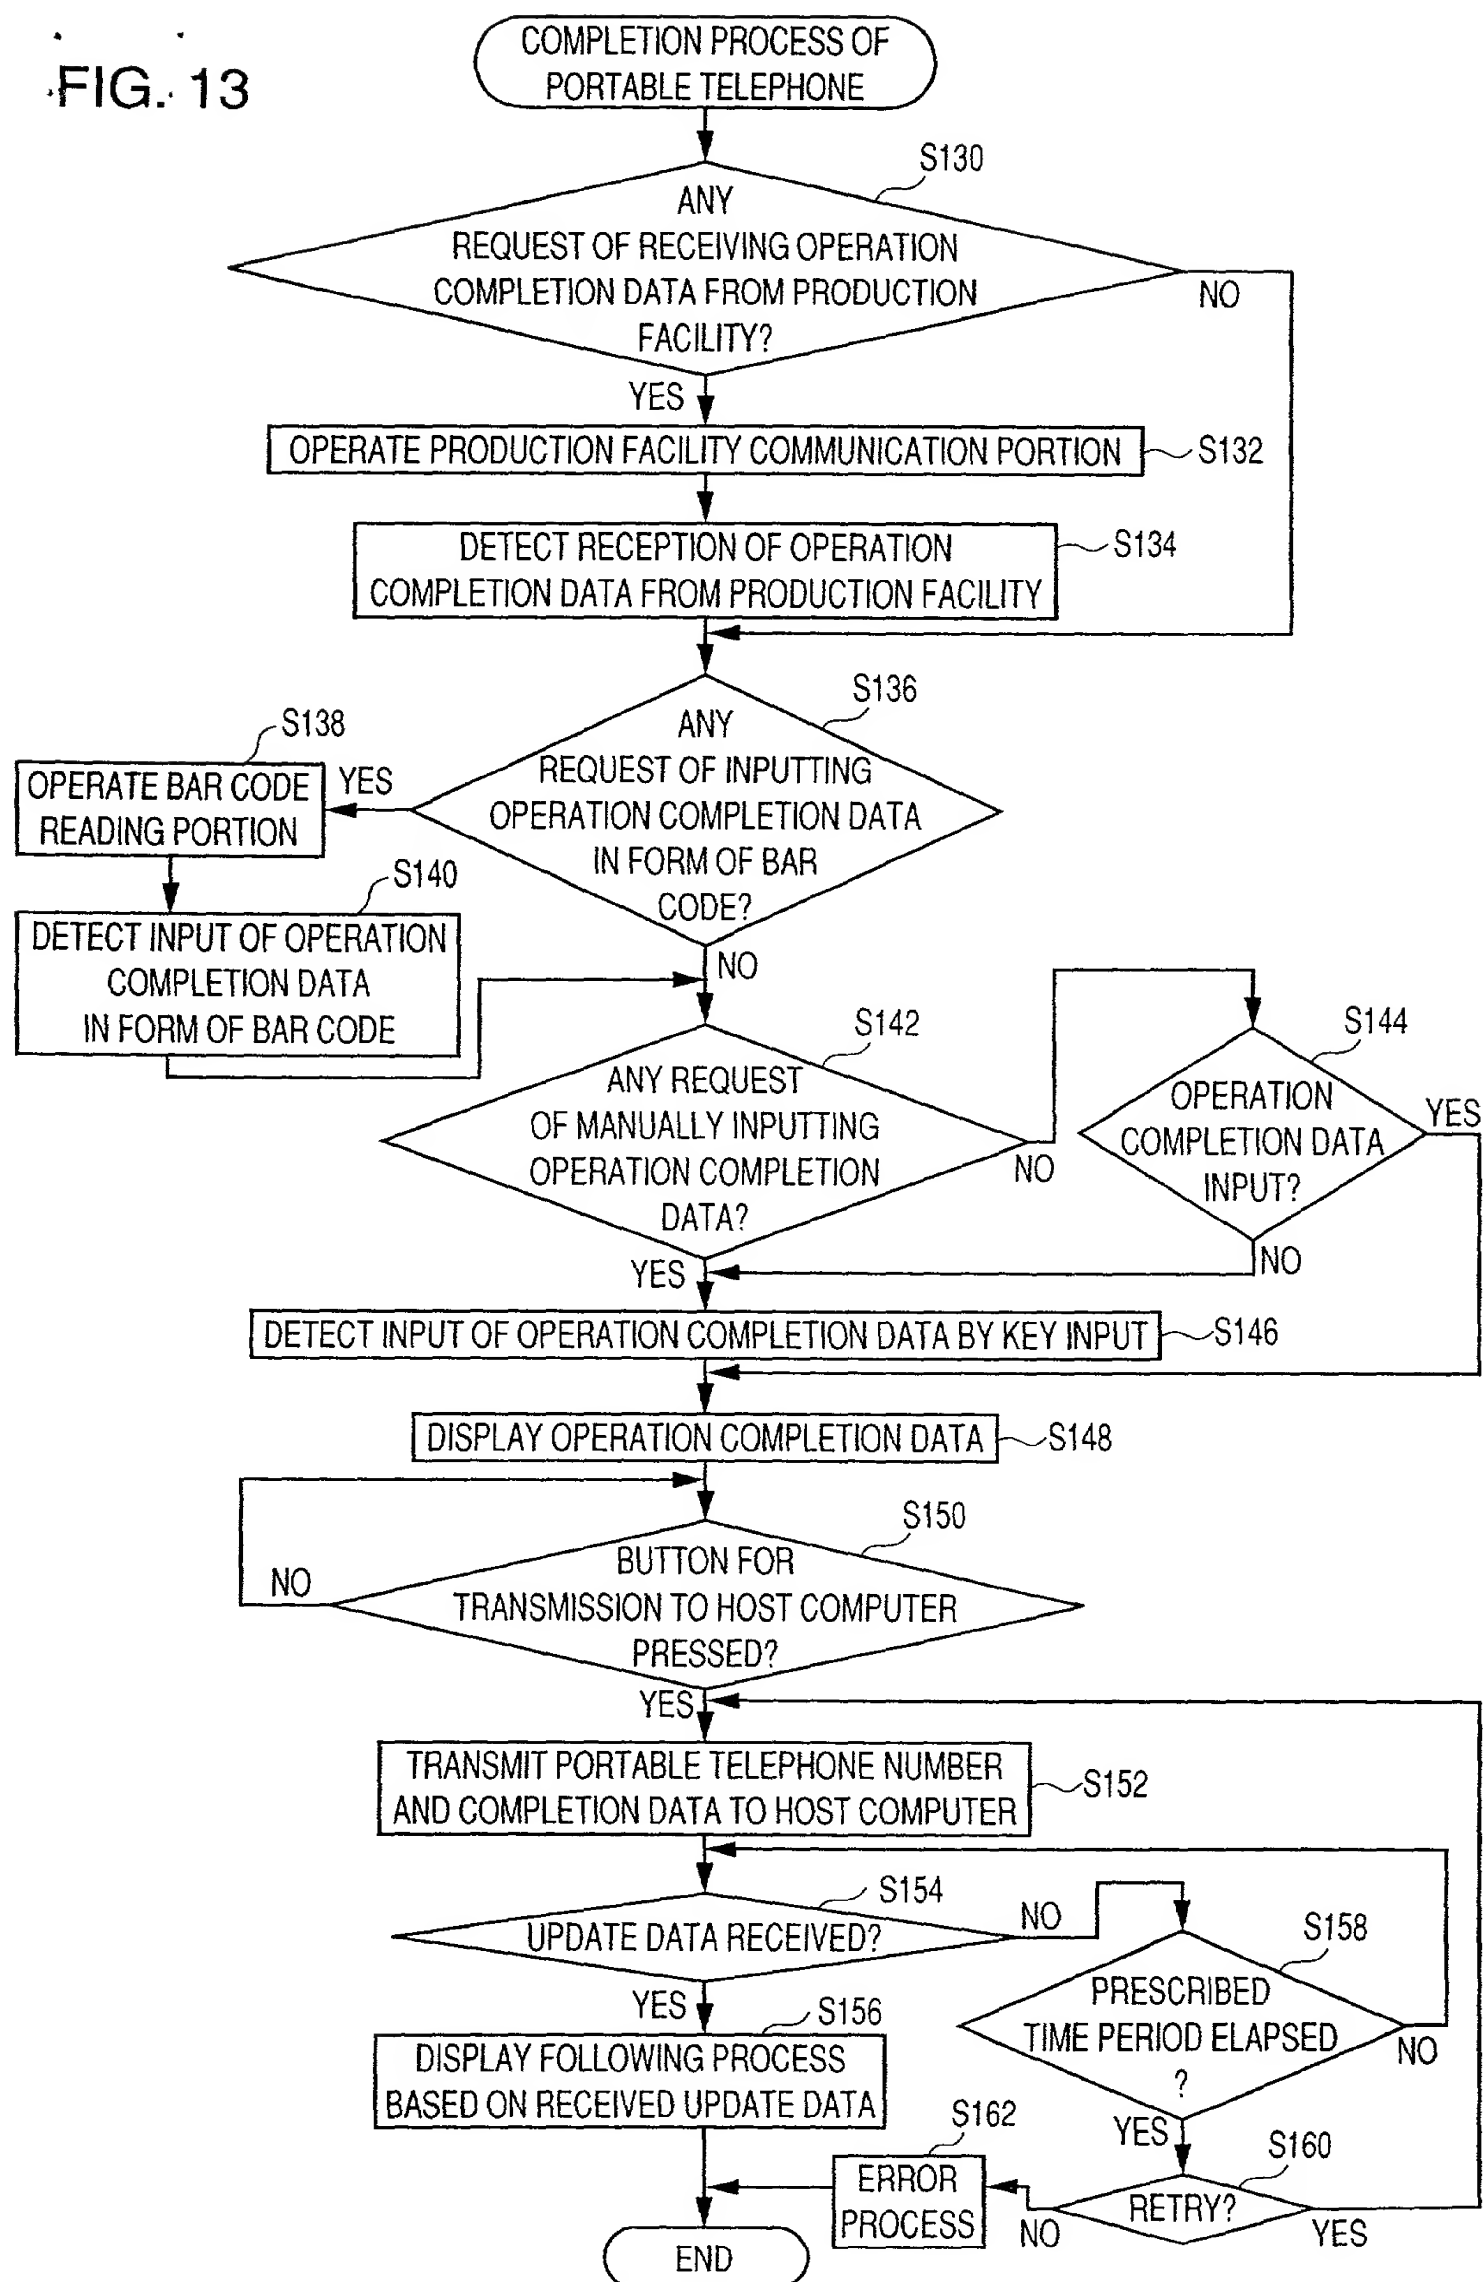 FIG. 13
COMPLETION PROCESS OF
PORTABLE TELEPHONE
S130
ANY
REQUEST OF RECEIVING OPERATION
COMPLETION DATA FROM PRODUCTION
FACILITY?
NO
YES
OPERATE PRODUCTION FACILITY COMMUNICATION PORTION
S132
DETECT RECEPTION OF OPERATION
COMPLETION DATA FROM PRODUCTION FACILITY
S134
S136
ANY
REQUEST OF INPUTTING
OPERATION COMPLETION DATA
IN FORM OF BAR
CODE?
S138
YES
OPERATE BAR CODE
READING PORTION
S140
DETECT INPUT OF OPERATION
COMPLETION DATA
IN FORM OF BAR CODE
NO
S142
ANY REQUEST
OF MANUALLY INPUTTING
OPERATION COMPLETION
DATA?
NO
S144
OPERATION
COMPLETION DATA
INPUT?
YES
NO
YES
DETECT INPUT OF OPERATION COMPLETION DATA BY KEY INPUT
S146
DISPLAY OPERATION COMPLETION DATA
S148
S150
BUTTON FOR
TRANSMISSION TO HOST COMPUTER
PRESSED?
NO
YES
TRANSMIT PORTABLE TELEPHONE NUMBER
AND COMPLETION DATA TO HOST COMPUTER
S152
S154
UPDATE DATA RECEIVED?
NO
S158
PRESCRIBED
TIME PERIOD ELAPSED
?
NO
YES
YES
S156
DISPLAY FOLLOWING PROCESS
BASED ON RECEIVED UPDATE DATA
S162
ERROR
PROCESS
S160
RETRY?
NO
YES
END